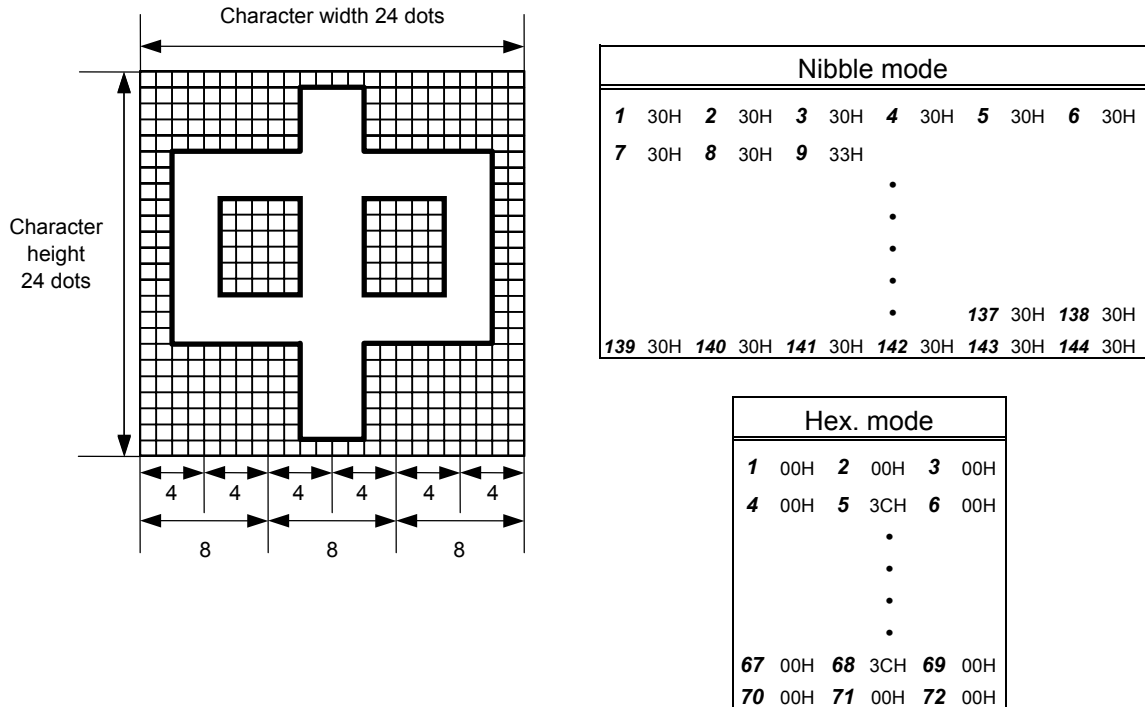 Character width 24 dots
Character
height
24 dots
4 4 4 4 4 4
8 8 8
Nibble mode
1 30H 2 30H 3 30H 4 30H 5 30H 6 30H
7 30H 8 30H 9 33H
137 30H 138 30H
139 30H 140 30H 141 30H 142 30H 143 30H 144 30H
Hex. mode
1 00H 2 00H 3 00H
4 00H 5 3CH 6 00H
67 00H 68 3CH 69 00H
70 00H 71 00H 72 00H